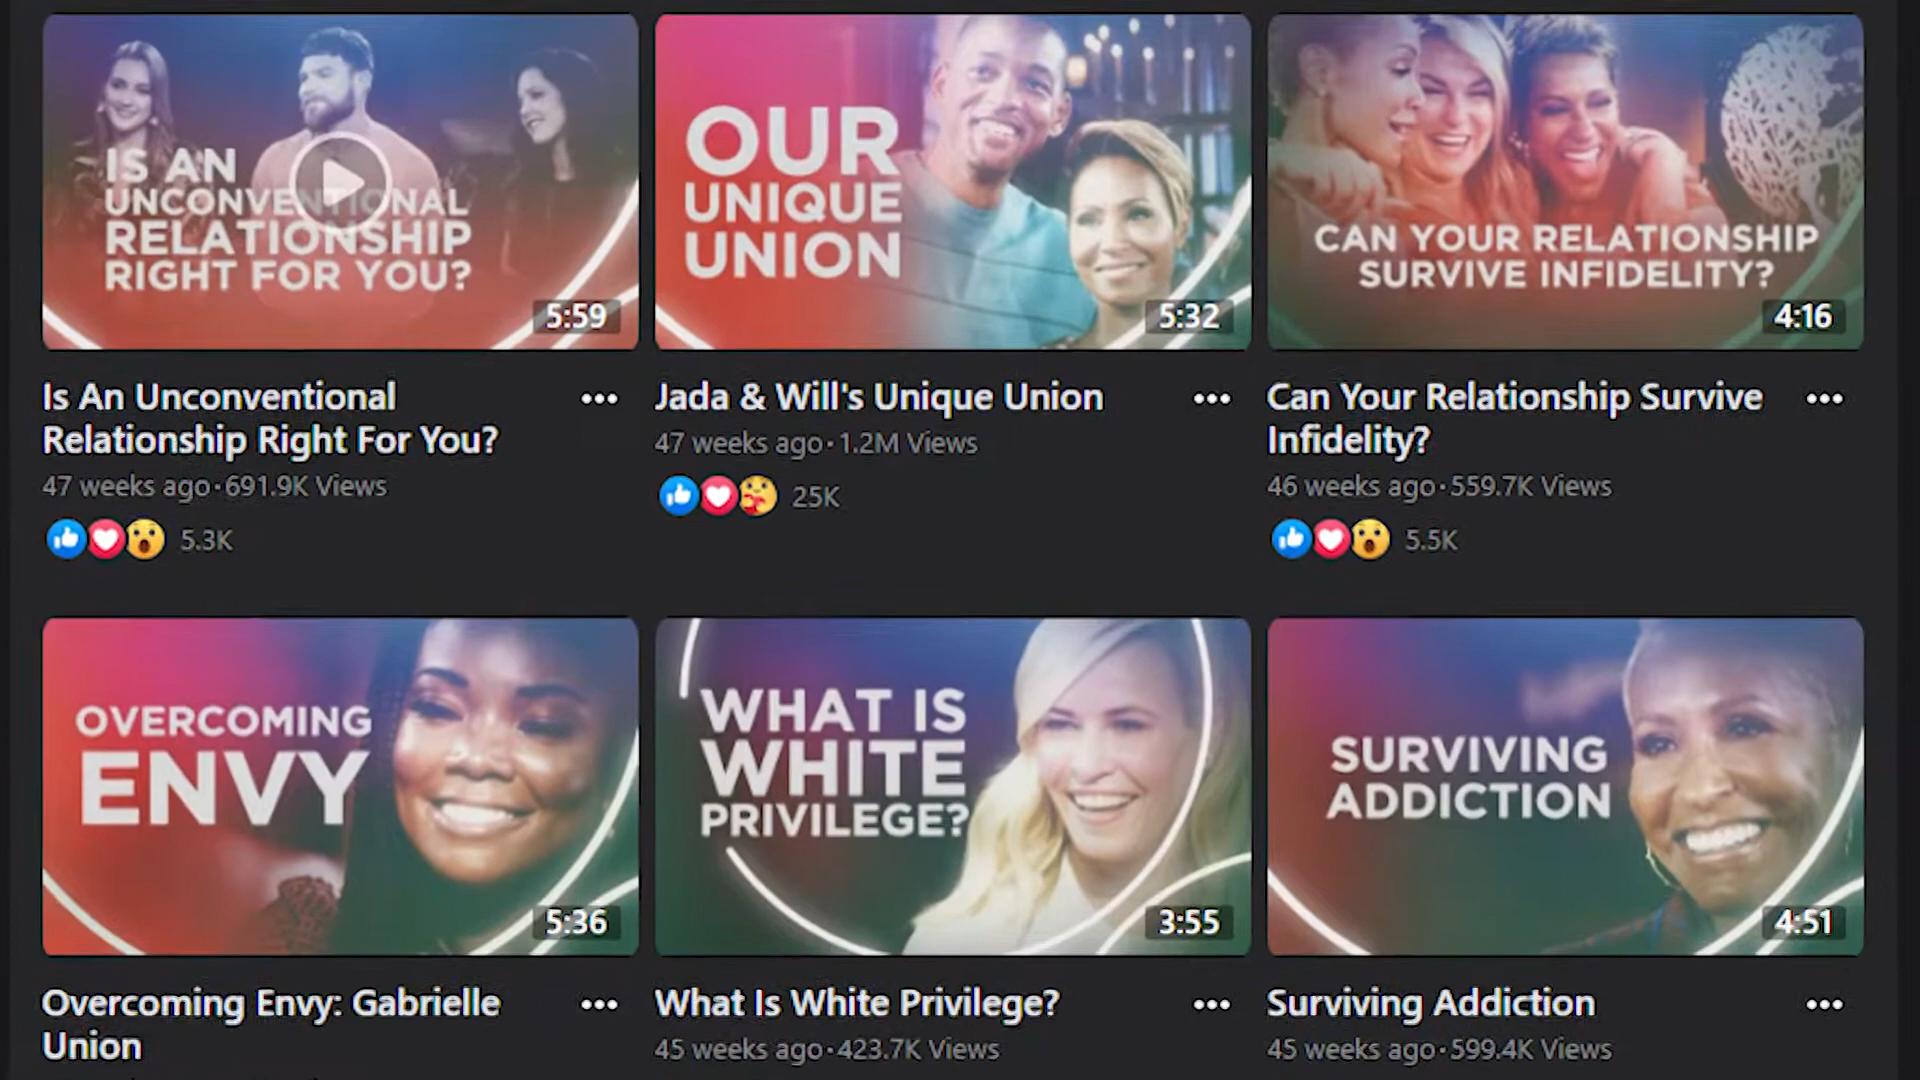 IS AN
UNCONVENTIONAL
RELATIONSHIP
RIGHT FOR YOU?
5:59
OUR
UNIQUE
UNION
5:32
CAN YOUR RELATIONSHIP
SURVIVE INFIDELITY?
4:16
Is An Unconventional
Relationship Right For You?
47 weeks ago·691.9K Views
5.3K
Jada & Will's Unique Union
47 weeks ago·1.2M Views
25K
Can Your Relationship Survive
Infidelity?
46 weeks ago·559.7K Views
5.5K
OVERCOMING
ENVY
5:36
WHAT IS
WHITE
PRIVILEGE?
3:55
SURVIVING
ADDICTION
4:51
Overcoming Envy: Gabrielle
Union
What Is White Privilege?
45 weeks ago·423.7K Views
Surviving Addiction
45 weeks ago·599.4K Views